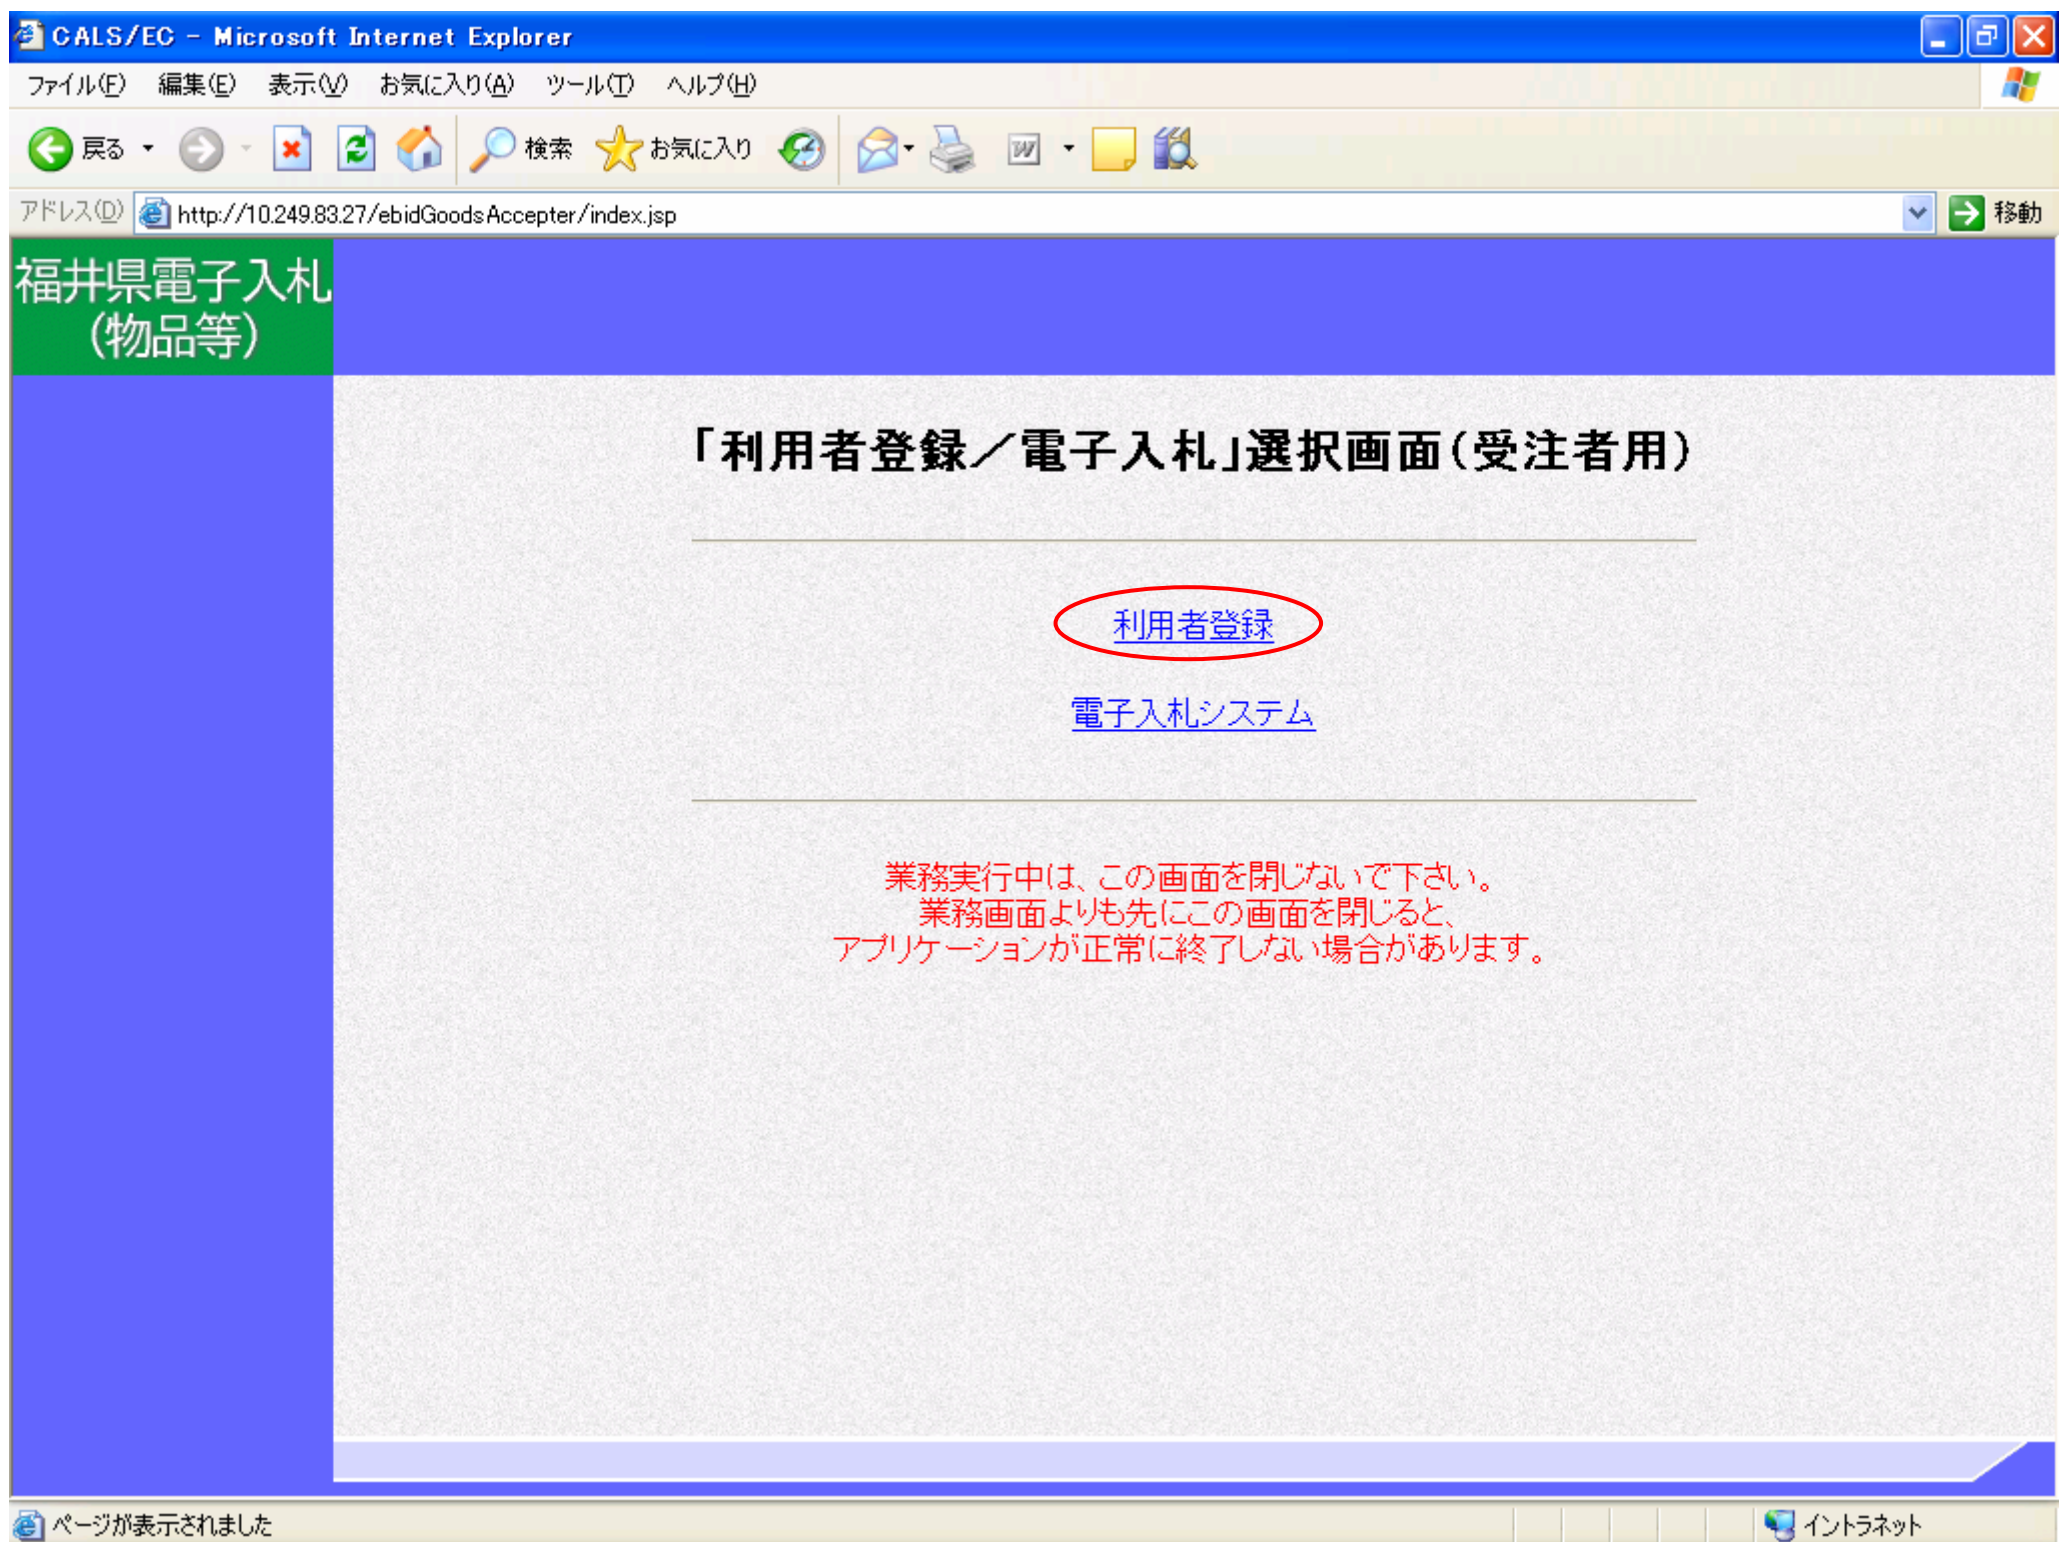 CALS/EC - Microsoft Internet Explorer
ファイル(F) 編集(E) 表示(V) お気に入り(A) ツール(T) ヘルプ(H)
戻る 検索 お気に入り
アドレス(D) http://10.249.83.27/ebidGoodsAccepter/index.jsp 移動
福井県電子入札
(物品等)
「利用者登録／電子入札」選択画面(受注者用)
利用者登録
電子入札システム
業務実行中は、この画面を閉じないで下さい。
業務画面よりも先にこの画面を閉じると、
アプリケーションが正常に終了しない場合があります。
ページが表示されました イントラネット